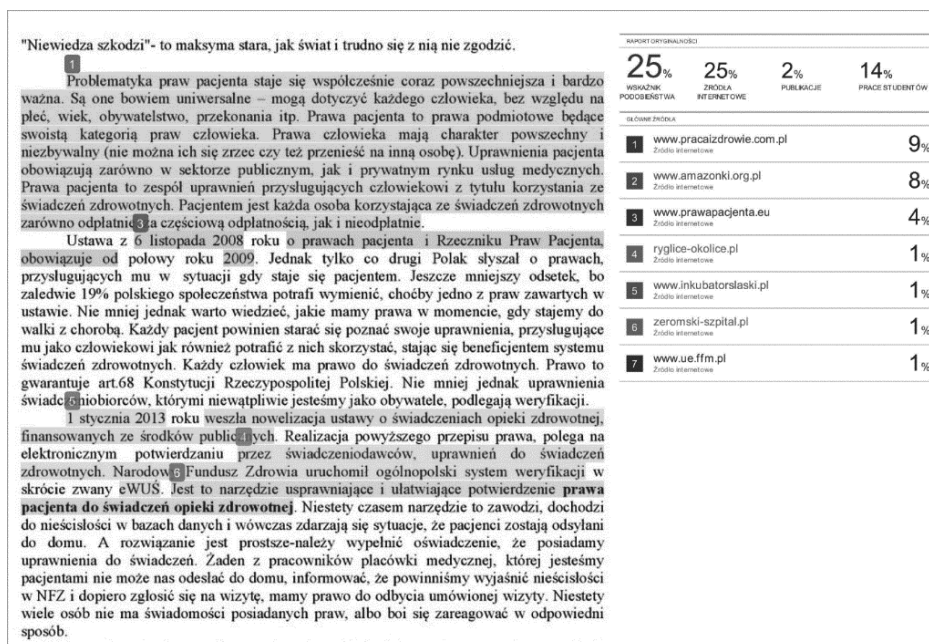 "Niewiedza szkodzi"- to maksyma stara, jak świat i trudno się z nią nie zgodzić.
1
Problematyka praw pacjenta staje się współcześnie coraz powszechniejsza i bardzo
ważna. Są one bowiem uniwersalne – mogą dotyczyć każdego człowieka, bez względu na
płeć, wiek, obywatelstwo, przekonania itp. Prawa pacjenta to prawa podmiotowe będące
swoistą kategorią praw człowieka. Prawa człowieka mają charakter powszechny i
niezbywalny (nie można ich się zrzec czy też przenieść na inną osobę). Uprawnienia pacjenta
obowiązują zarówno w sektorze publicznym, jak i prywatnym rynku usług medycznych.
Prawa pacjenta to zespół uprawnień przysługujących człowiekowi z tytułu korzystania ze
świadczeń zdrowotnych. Pacjentem jest każda osoba korzystająca ze świadczeń zdrowotnych
zarówno odpłatnie 3 za częściową odpłatnością, jak i nieodpłatnie.
Ustawa z 6 listopada 2008 roku o prawach pacjenta i Rzeczniku Praw Pacjenta,
obowiązuje od połowy roku 2009. Jednak tylko co drugi Polak słyszał o prawach,
przysługujących mu w sytuacji gdy staje się pacjentem. Jeszcze mniejszy odsetek, bo
zaledwie 19% polskiego społeczeństwa potrafi wymienić, choćby jedno z praw zawartych w
ustawie. Nie mniej jednak warto wiedzieć, jakie mamy prawa w momencie, gdy stajemy do
walki z chorobą. Każdy pacjent powinien starać się poznać swoje uprawnienia, przysługujące
mu jako człowiekowi jak również potrafić z nich skorzystać, stając się beneficjentem systemu
świadczeń zdrowotnych. Każdy człowiek ma prawo do świadczeń zdrowotnych. Prawo to
gwarantuje art.68 Konstytucji Rzeczypospolitej Polskiej. Nie mniej jednak uprawnienia
świadc 5 niobiorców, którymi niewątpliwie jesteśmy jako obywatele, podlegają weryfikacji.
1 stycznia 2013 roku weszła nowelizacja ustawy o świadczeniach opieki zdrowotnej,
finansowanych ze środków public 4 ych. Realizacja powyższego przepisu prawa, polega na
elektronicznym potwierdzaniu przez świadczeniodawców, uprawnień do świadczeń
zdrowotnych. Narodow 6 Fundusz Zdrowia uruchomił ogólnopolski system weryfikacji w
skrócie zwany eWUŚ. Jest to narzędzie usprawniające i ułatwiające potwierdzenie prawa
pacjenta do świadczeń opieki zdrowotnej. Niestety czasem narzędzie to zawodzi, dochodzi
do nieścisłości w bazach danych i wówczas zdarzają się sytuacje, że pacjenci zostają odsyłani
do domu. A rozwiązanie jest prostsze-należy wypełnić oświadczenie, że posiadamy
uprawnienia do świadczeń. Żaden z pracowników placówki medycznej, której jesteśmy
pacjentami nie może nas odesłać do domu, informować, że powinniśmy wyjaśnić nieścisłości
w NFZ i dopiero zgłosić się na wizytę, mamy prawo do odbycia umówionej wizyty. Niestety
wiele osób nie ma świadomości posiadanych praw, albo boi się zareagować w odpowiedni
sposób.
RAPORT ORYGINALNOŚCI
25% 25% 2% 14%
WSKAŹNIK PODOBIEŃSTWA ŹRÓDŁA INTERNETOWE PUBLIKACJE PRACE STUDENTÓW
GŁÓWNE ŹRÓDŁA
1 www.pracaizdrowie.com.pl 9%
Źródło internetowe
2 www.amazonki.org.pl 8%
Źródło internetowe
3 www.prawapacjenta.eu 4%
Źródło internetowe
4 ryglice-okolice.pl 1%
Źródło internetowe
5 www.inkubatorslaski.pl 1%
Źródło internetowe
6 zeromski-szpital.pl 1%
Źródło internetowe
7 www.ue.ffm.pl 1%
Źródło internetowe